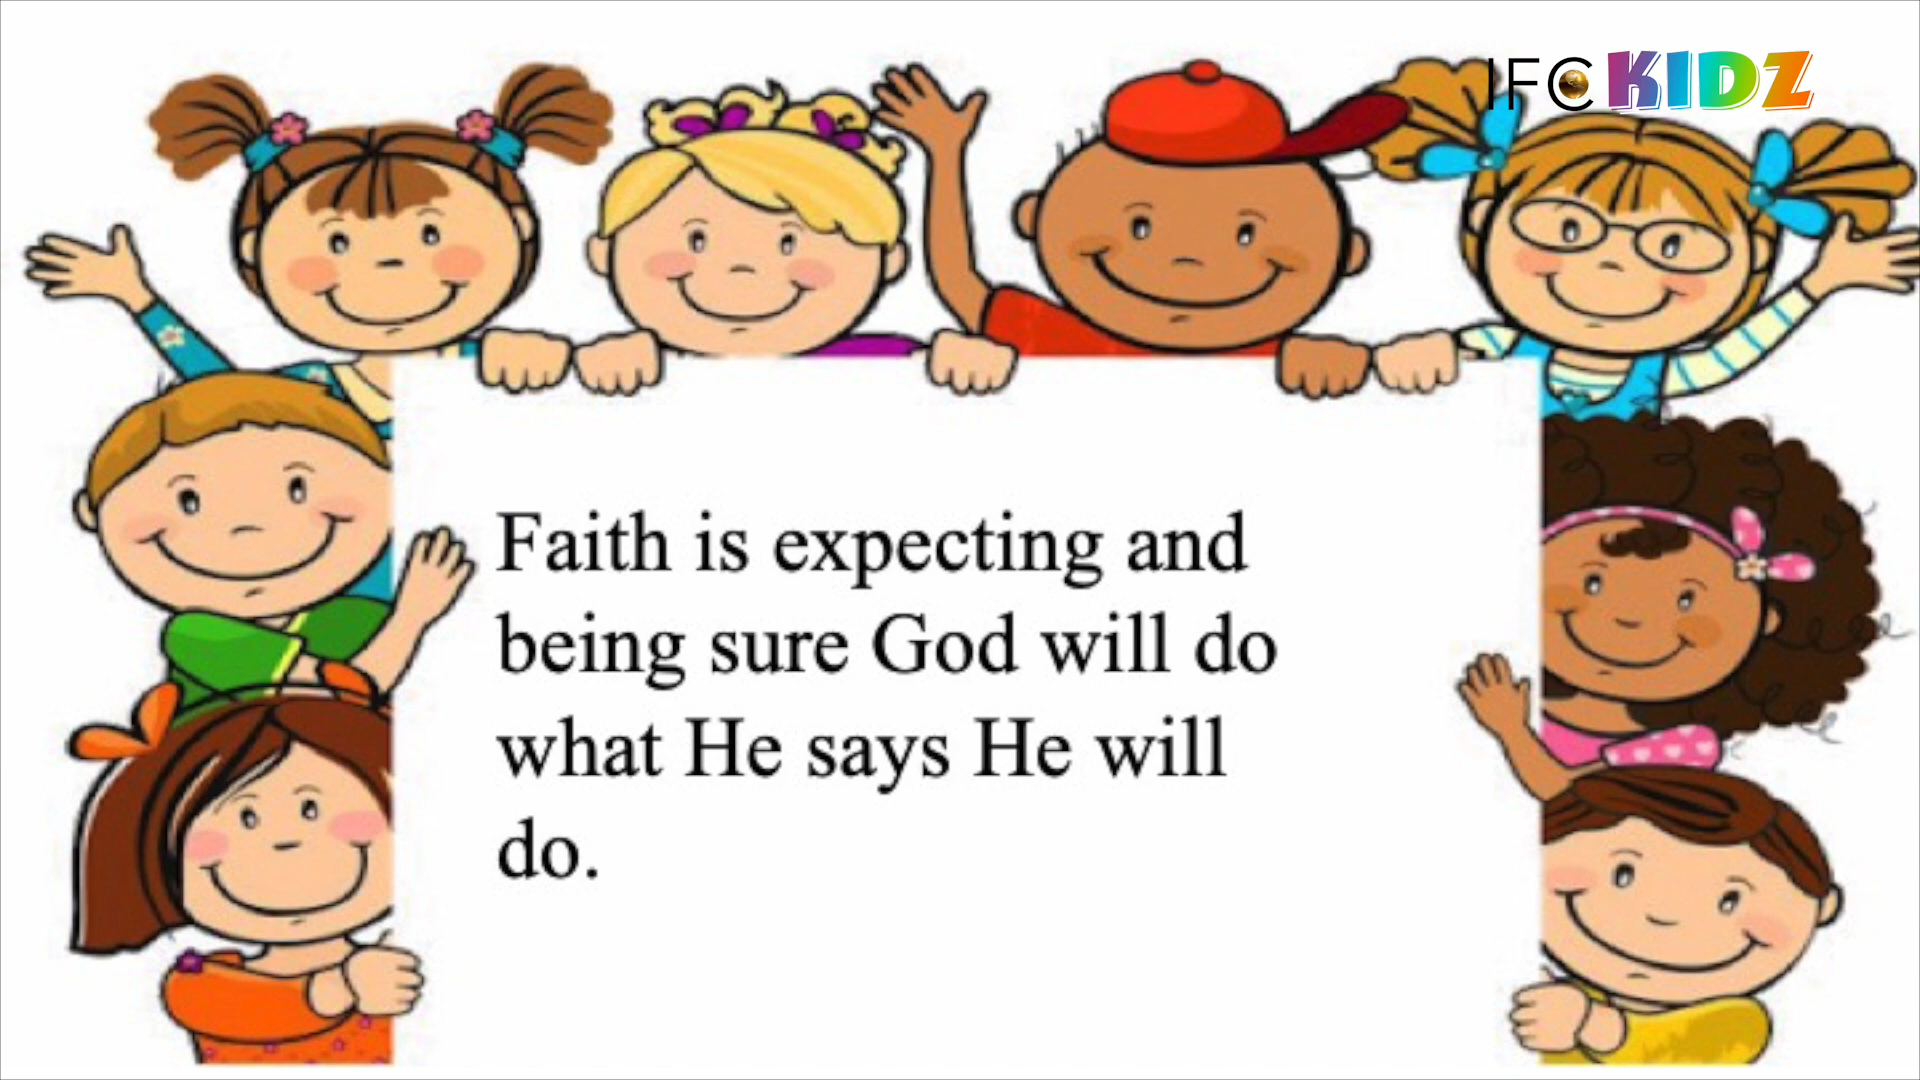 IFC KIDZ
Faith is expecting and
being sure God will do
what He says He will
do.